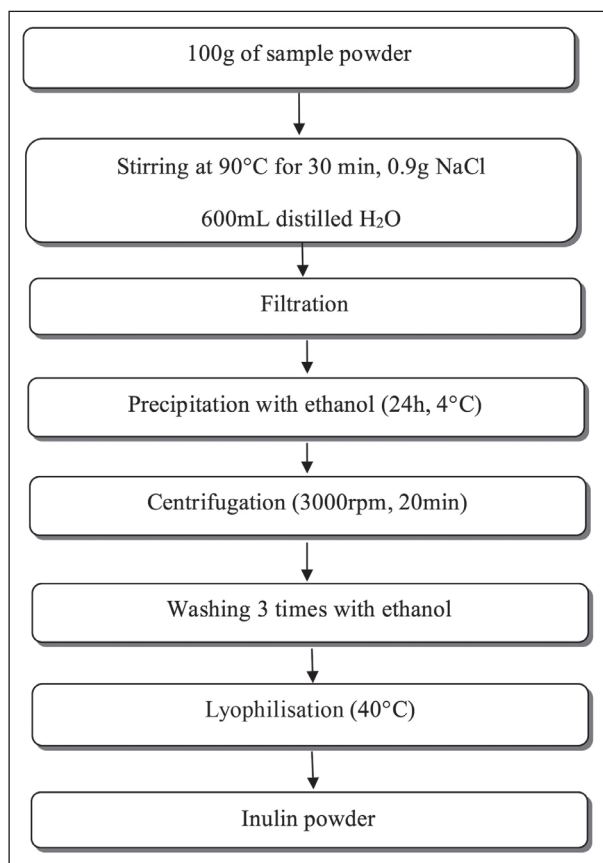 100g of sample powder
Stirring at 90°C for 30 min, 0.9g NaCl
600mL distilled H₂O
Filtration
Precipitation with ethanol (24h, 4°C)
Centrifugation (3000rpm, 20min)
Washing 3 times with ethanol
Lyophilisation (40°C)
Inulin powder